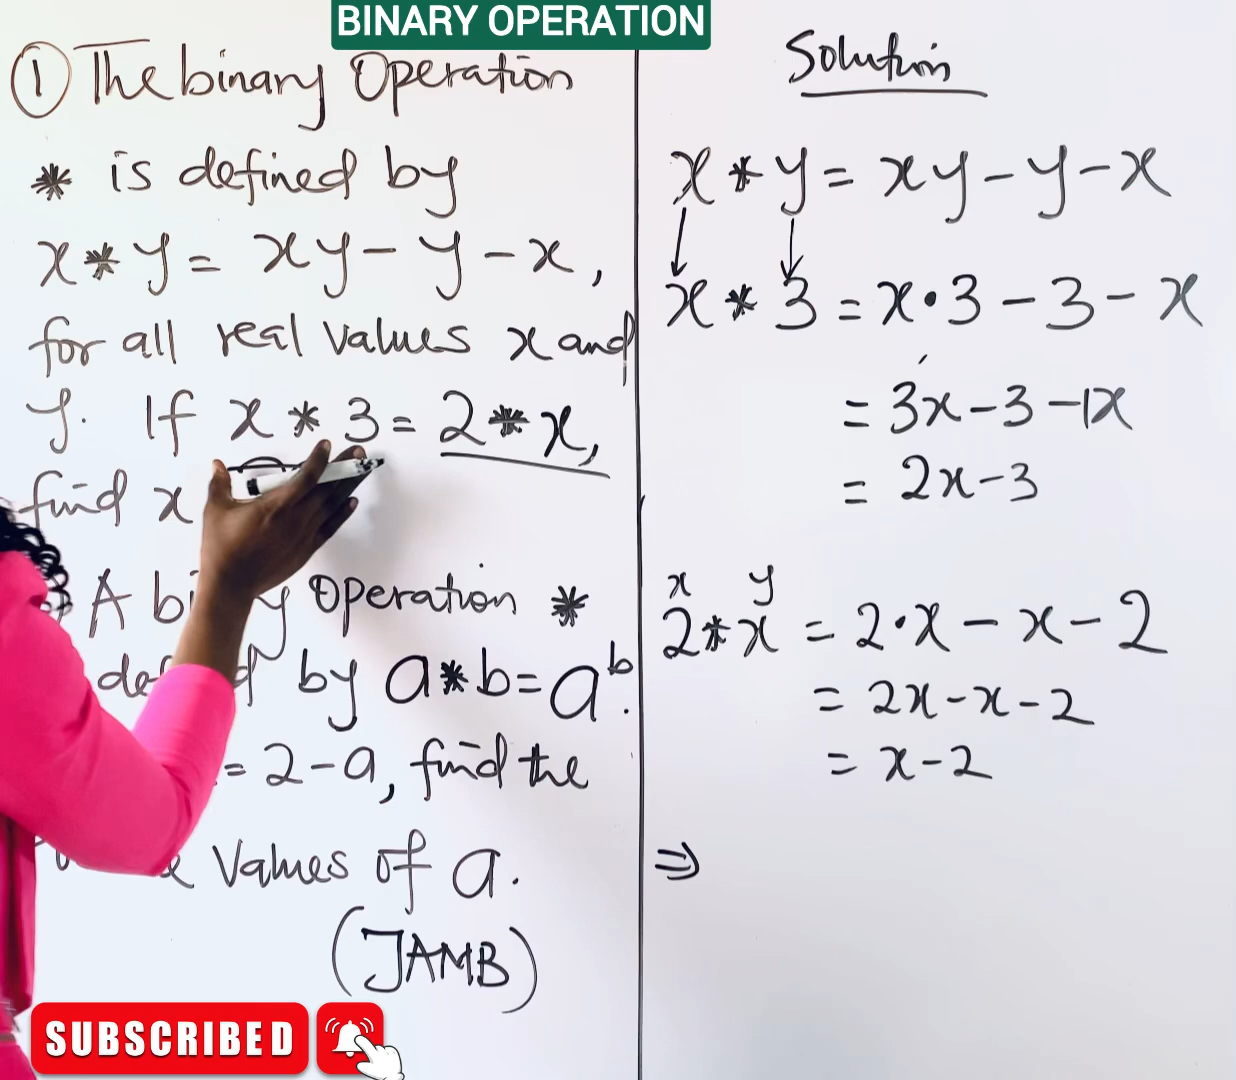 BINARY OPERATION
① The binary Operation
* is defined by
x * y = xy - y - x,
for all real values x and
y. If x * 3 = 2 * x,
find x
A bi y Operation *
de d by a * b = a^b.
= 2 - a, find the
values of a.
(JAMB)
SUBSCRIBED
Solution
x * y = xy - y - x
x * 3 = x · 3 - 3 - x
= 3x - 3 - 1x
= 2x - 3
x y
2 * x = 2 · x - x - 2
= 2x - x - 2
= x - 2
⇒